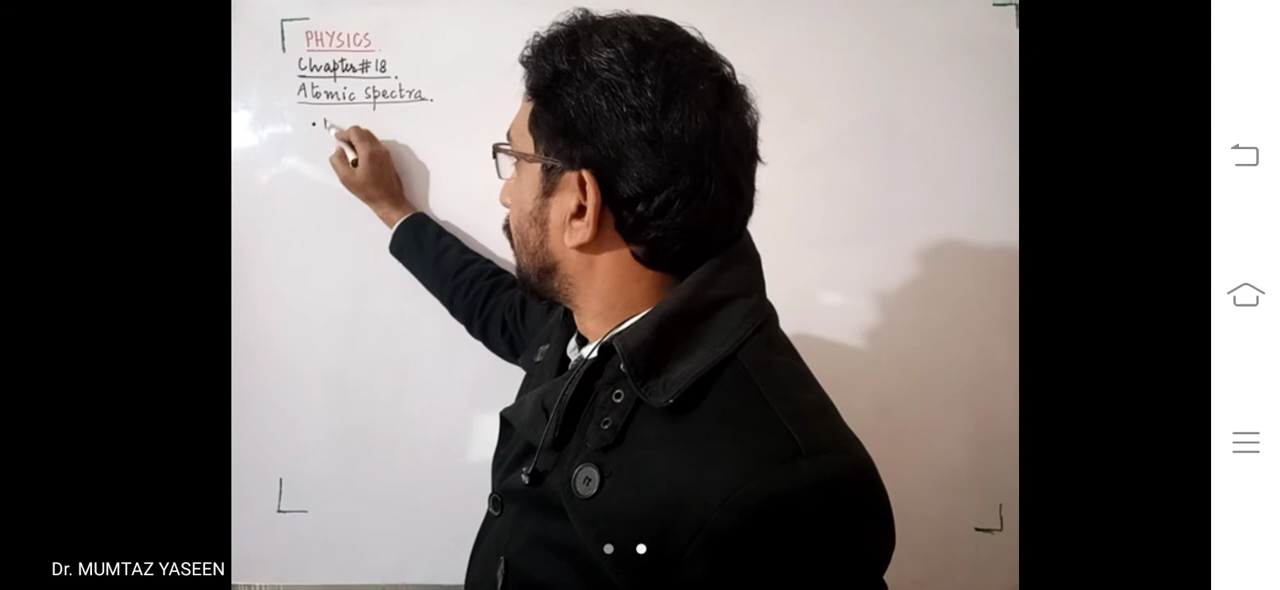 PHYSICS.
Chapter # 18.
Atomic spectra.
Dr. MUMTAZ YASEEN